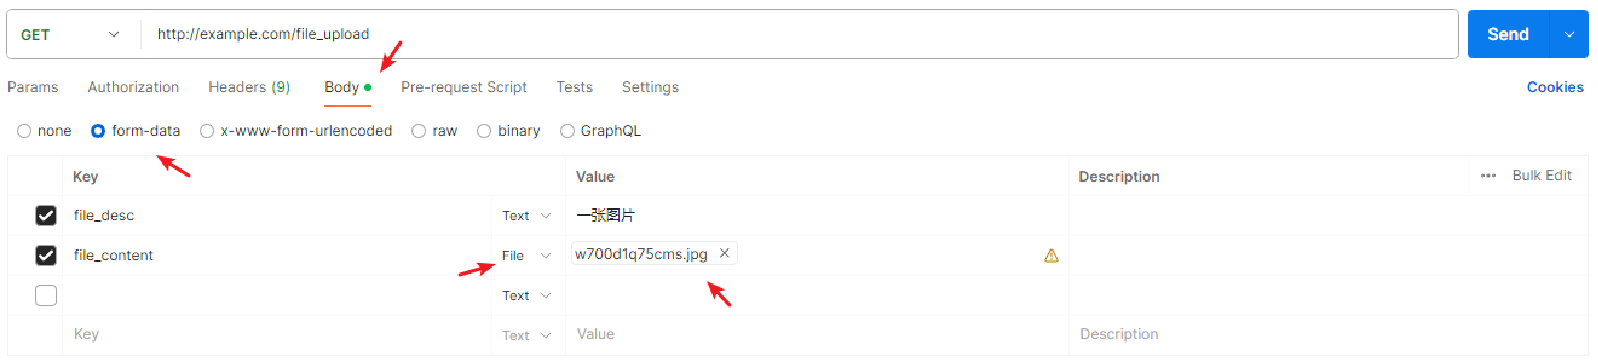 GET http://example.com/file_upload Send
Params Authorization Headers (9) Body Pre-request Script Tests Settings Cookies
none form-data x-www-form-urlencoded raw binary GraphQL
Key Value Description ••• Bulk Edit
file_desc Text 一张图片
file_content File w700d1q75cms.jpg
Text
Key Text Value Description